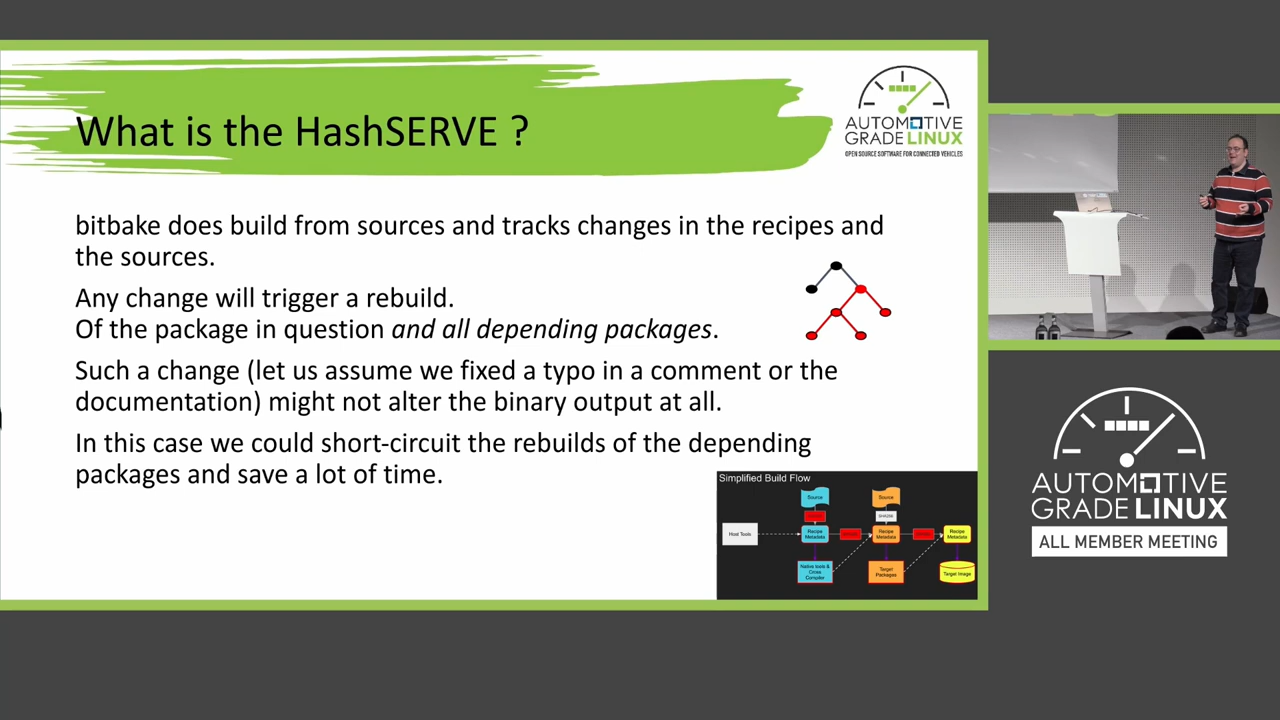 What is the HashSERVE ?
AUTOMOTIVE
GRADE LINUX
OPEN SOURCE SOFTWARE FOR CONNECTED VEHICLES
bitbake does build from sources and tracks changes in the recipes and
the sources.
Any change will trigger a rebuild.
Of the package in question and all depending packages.
Such a change (let us assume we fixed a typo in a comment or the
documentation) might not alter the binary output at all.
In this case we could short-circuit the rebuilds of the depending
packages and save a lot of time.
Simplified Build Flow
Source
Source
Host Tools
Recipe
Metadata
Recipe
Metadata
Recipe
Metadata
Native tools &
Cross
Compiler
Target
Packages
Target Image
AUTOMOTIVE
GRADE LINUX
ALL MEMBER MEETING